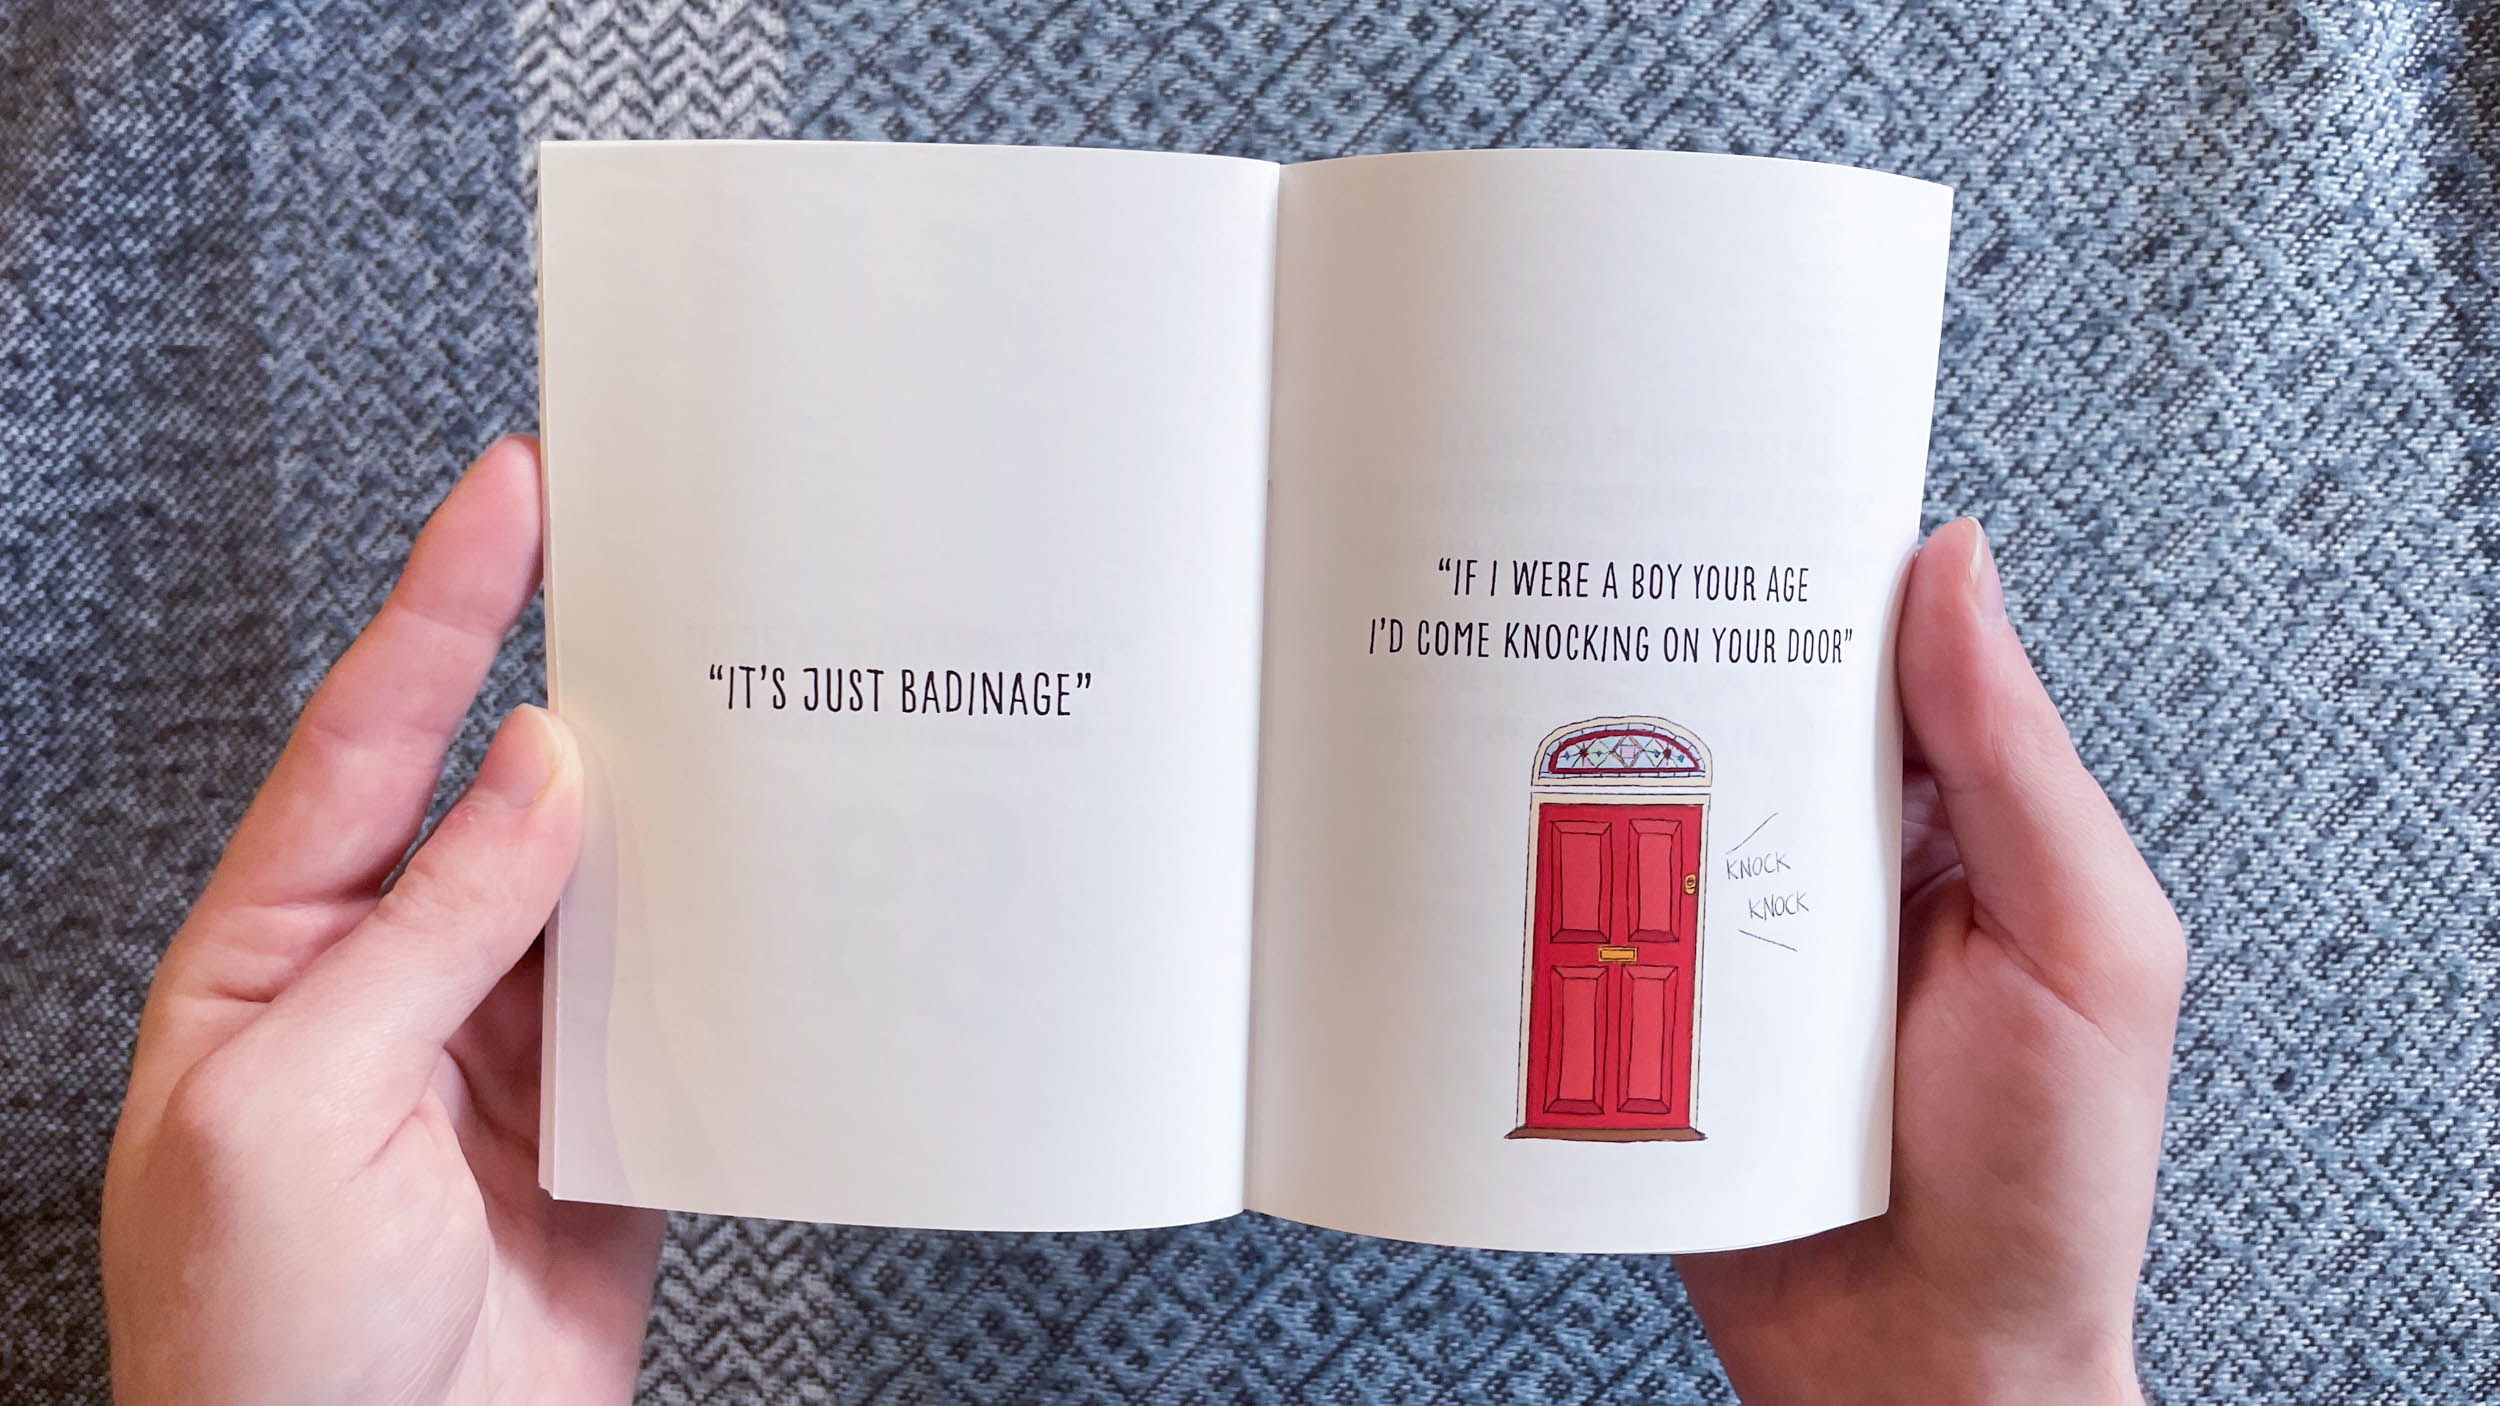 “IT’S JUST BADINAGE”
“IF I WERE A BOY YOUR AGE
I’D COME KNOCKING ON YOUR DOOR”
KNOCK
KNOCK